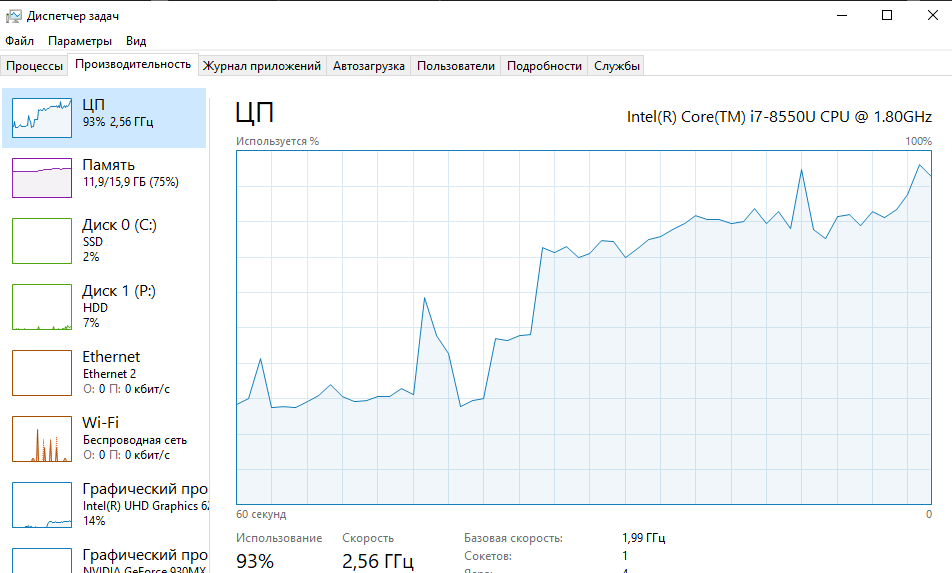 Диспетчер задач
Файл Параметры Вид
Процессы Производительность Журнал приложений Автозагрузка Пользователи Подробности Службы
ЦП
93% 2,56 ГГц
Память
11,9/15,9 ГБ (75%)
Диск 0 (C:)
SSD
2%
Диск 1 (P:)
HDD
7%
Ethernet
Ethernet 2
О: 0 П: 0 кбит/с
Wi-Fi
Беспроводная сеть
О: 0 П: 0 кбит/с
Графический про
Intel(R) UHD Graphics 62
14%
Графический про
NVIDIA GeForce 930MX
ЦП
Intel(R) Core(TM) i7-8550U CPU @ 1.80GHz
Используется % 100%
60 секунд 0
Использование Скорость Базовая скорость: 1,99 ГГц
93% 2,56 ГГц Сокетов: 1
Ядра: 4